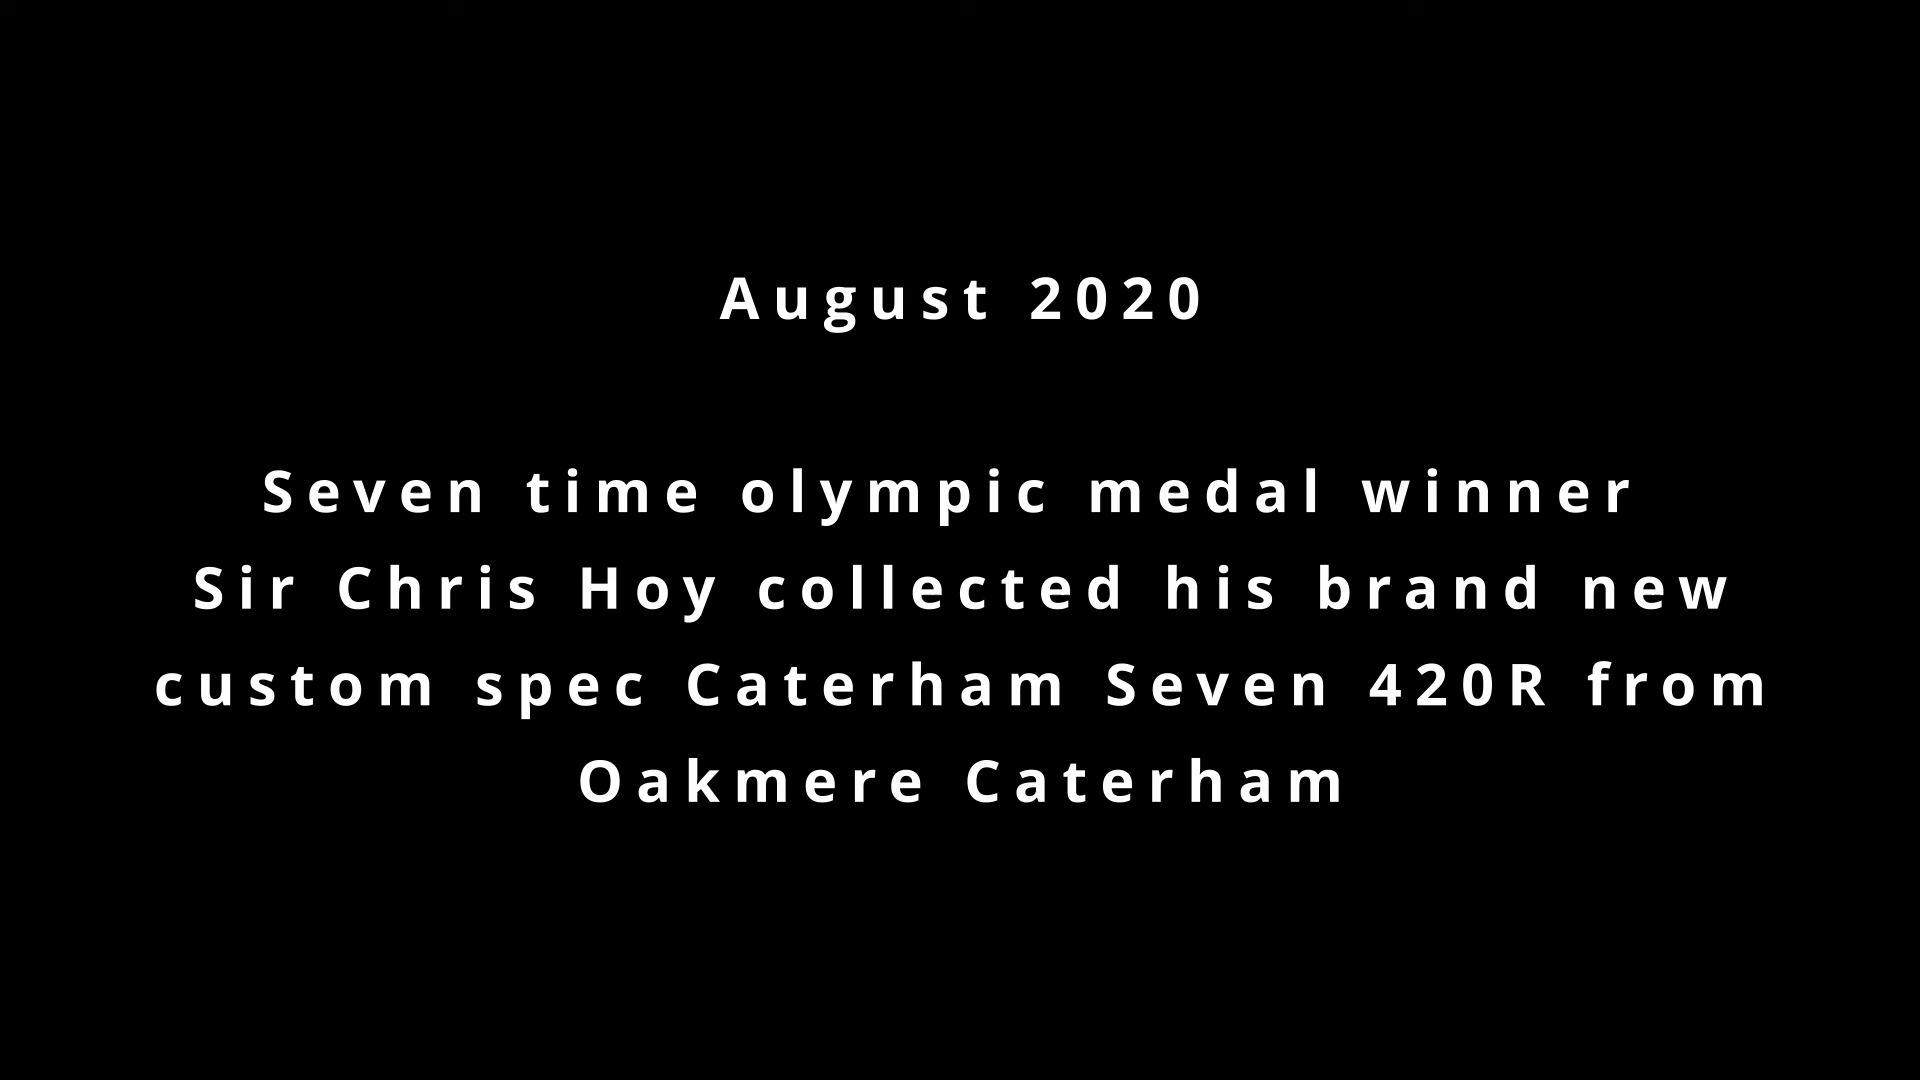 August 2020
Seven time olympic medal winner
Sir Chris Hoy collected his brand new
custom spec Caterham Seven 420R from
Oakmere Caterham